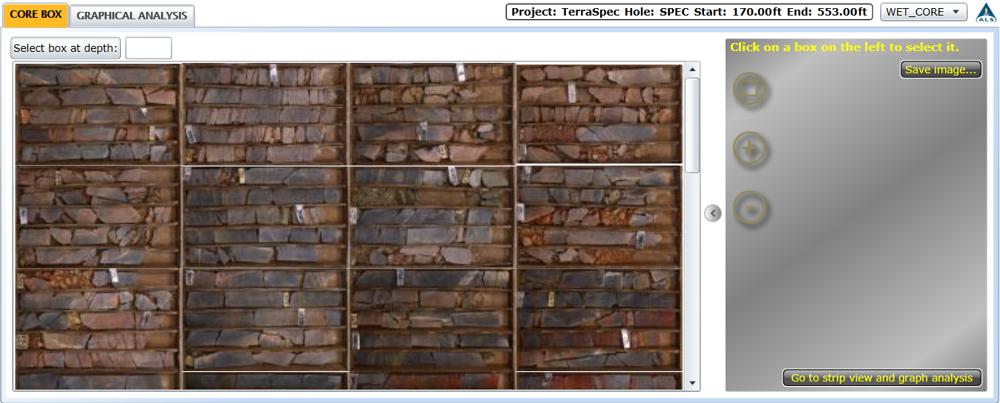 CORE BOX
GRAPHICAL ANALYSIS
Project: TerraSpec Hole: SPEC Start: 170.00ft End: 553.00ft
WET_CORE
ALS
Select box at depth:
Click on a box on the left to select it.
Save image...
Go to strip view and graph analysis